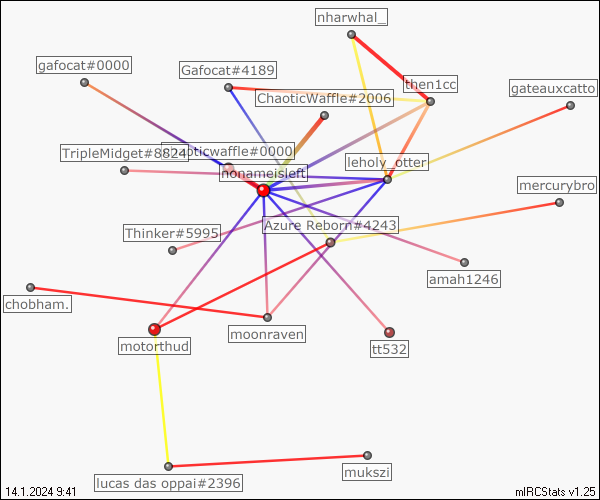 nharwhal_
gafocat#0000
Gafocat#4189
then1cc
gateauxcatto
ChaoticWaffle#2006
TripleMidget#8824
oticwaffle#0000
leholy_otter
nonameisleft
mercurybro
Thinker#5995
Azure Reborn#4243
amah1246
chobham.
moonraven
motorthud
tt532
mukszi
lucas das oppai#2396
14.1.2024 9:41
mIRCStats v1.25